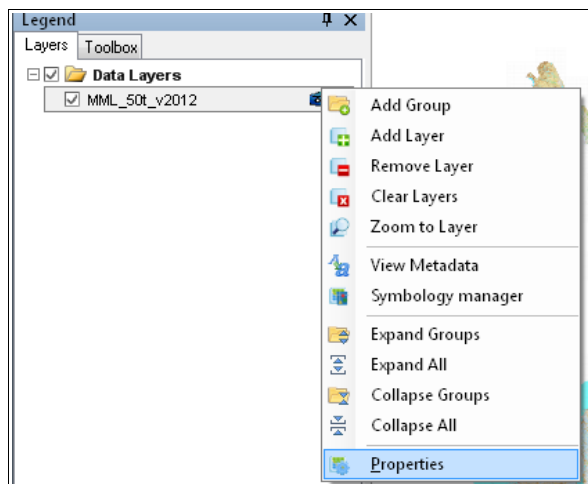 Legend
Layers Toolbox
Data Layers
MML_50t_v2012
Add Group
Add Layer
Remove Layer
Clear Layers
Zoom to Layer
View Metadata
Symbology manager
Expand Groups
Expand All
Collapse Groups
Collapse All
Properties